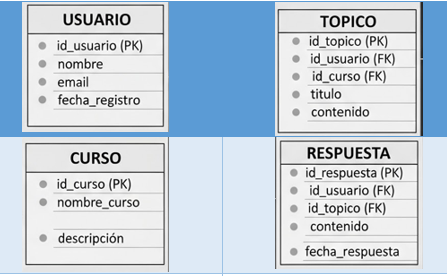 USUARIO
id_usuario (PK)
nombre
email
fecha_registro
TOPICO
id_topico (PK)
id_usuario (FK)
id_curso (FK)
titulo
contenido
CURSO
id_curso (PK)
nombre_curso
descripción
RESPUESTA
id_respuesta (PK)
id_usuario (FK)
id_topico (FK)
contenido
fecha_respuesta